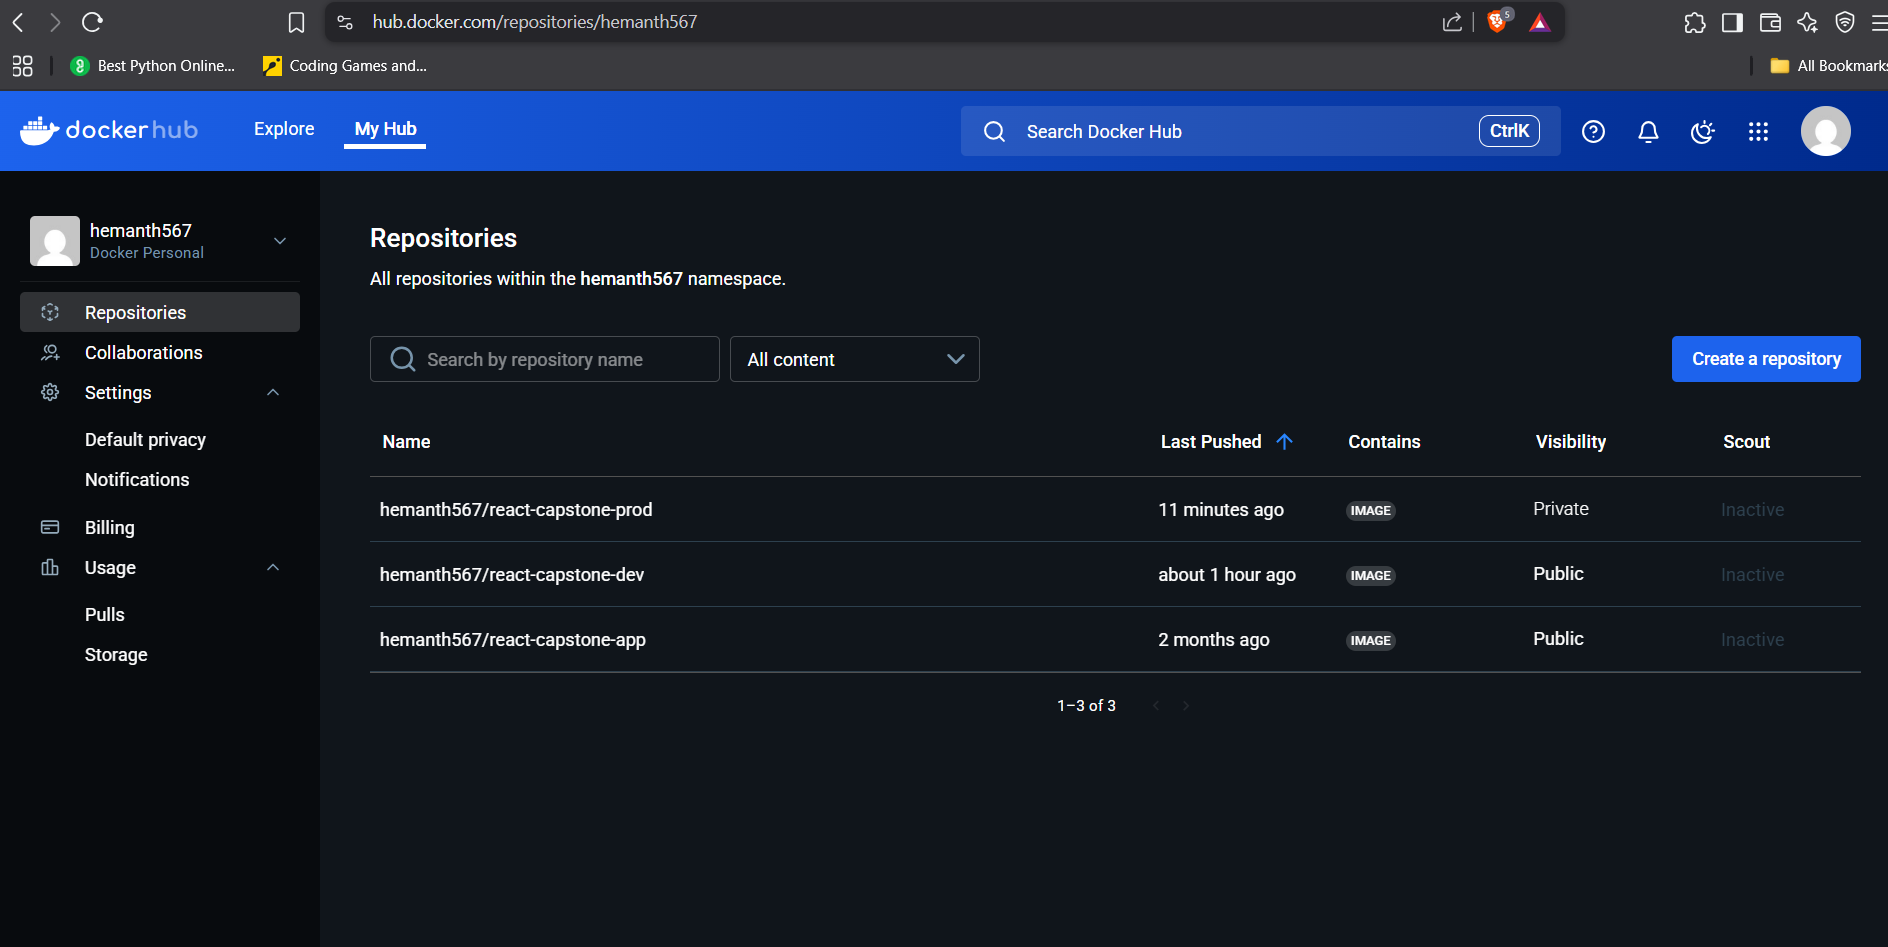 hub.docker.com/repositories/hemanth567
S
Best Python Online...
Coding Games and...
All Bookmarks
docker hub
Explore
My Hub
Search Docker Hub
CtrlK
hemanth567
Docker Personal
Repositories
Collaborations
Settings
Default privacy
Notifications
Billing
Usage
Pulls
Storage
Repositories
All repositories within the hemanth567 namespace.
Search by repository name
All content
Create a repository
Name Last Pushed Contains Visibility Scout
hemanth567/react-capstone-prod 11 minutes ago IMAGE Private Inactive
hemanth567/react-capstone-dev about 1 hour ago IMAGE Public Inactive
hemanth567/react-capstone-app 2 months ago IMAGE Public Inactive
1–3 of 3